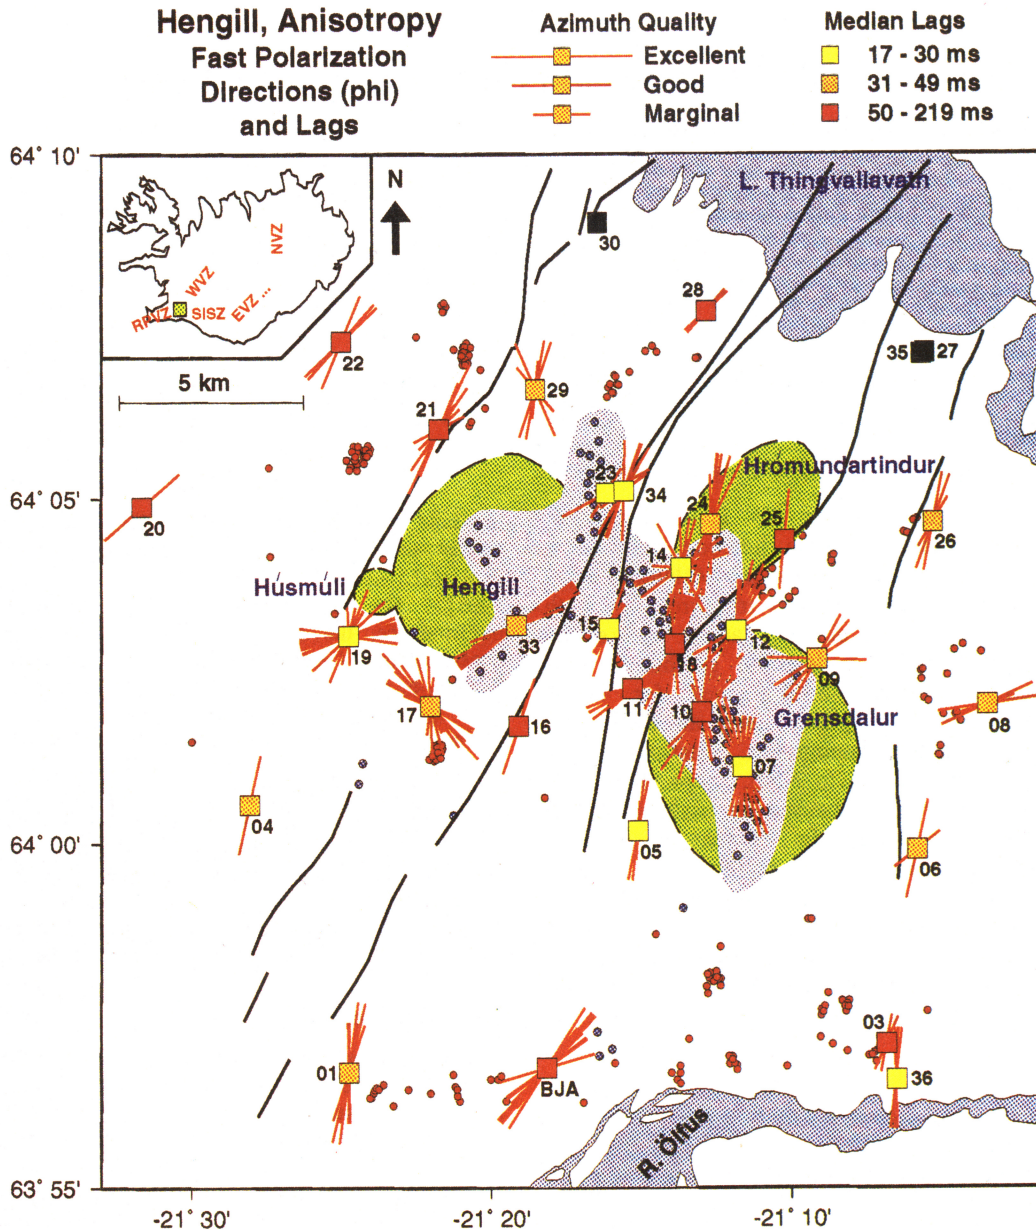 Hengill, Anisotropy
Fast Polarization
Directions (phi)
and Lags
Azimuth Quality
Excellent
Good
Marginal
Median Lags
17 - 30 ms
31 - 49 ms
50 - 219 ms
64° 10'
64° 05'
64° 00'
63° 55'
-21° 30'
-21° 20'
-21° 10'
N
NVZ
WVZ
SISZ
EVZ ...
5 km
L. Thingvallavatn
30
28
35
27
22
29
21
23
34
Hrómundartindur
24
25
26
20
14
Húsmúli
Hengill
33
15
12
19
18
09
17
16
11
10
Grensdalur
08
07
04
05
06
03
01
BJA
36
R. Ölfus